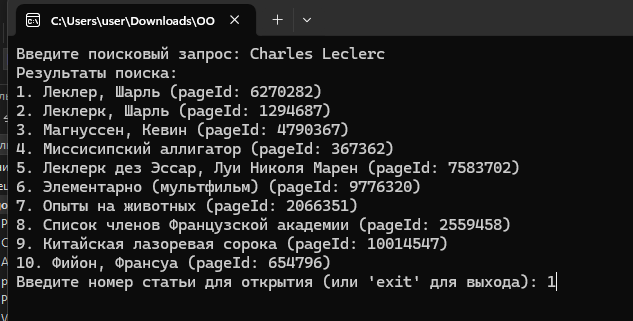 C:\Users\user\Downloads\OO
Введите поисковый запрос: Charles Leclerc
Результаты поиска:
1. Леклер, Шарль (pageId: 6270282)
2. Леклерк, Шарль (pageId: 1294687)
3. Магнуссен, Кевин (pageId: 4790367)
4. Миссисипский аллигатор (pageId: 367362)
5. Леклерк дез Эссар, Луи Николя Марен (pageId: 7583702)
6. Элементарно (мультфильм) (pageId: 9776320)
7. Опыты на животных (pageId: 2066351)
8. Список членов Французской академии (pageId: 2559458)
9. Китайская лазоревая сорока (pageId: 10014547)
10. Фийон, Франсуа (pageId: 654796)
Введите номер статьи для открытия (или 'exit' для выхода): 1